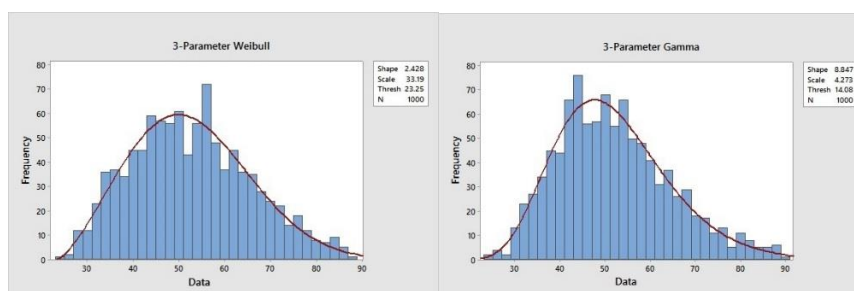 3-Parameter Weibull
Shape 2.428
Scale 33.19
Thresh 23.25
N 1000
Frequency
80
70
60
50
40
30
20
10
0
30 40 50 60 70 80 90
Data
3-Parameter Gamma
Shape 8.847
Scale 4.273
Thresh 14.08
N 1000
Frequency
80
70
60
50
40
30
20
10
0
30 40 50 60 70 80 90
Data